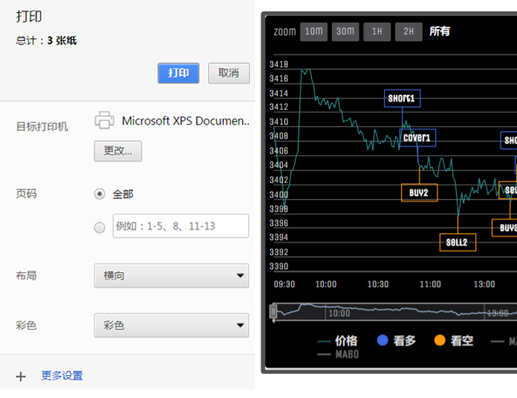 打印
总计：3 张纸
打印
取消
目标打印机
Microsoft XPS Documen...
更改...
页码
全部
例如：1-5、8、11-13
布局
横向
彩色
彩色
+ 更多设置
zoom 10m 30m 1H 2H 所有
3418
3416
3414
3412
3410
3408
3406
3404
3402
3400
3398
3396
3394
3392
3390
Short1
Cover1
BUY2
Sell2
09:30 10:00 10:30 11:00 13:00
10:00 13:00
价格 看多 看空
MA60